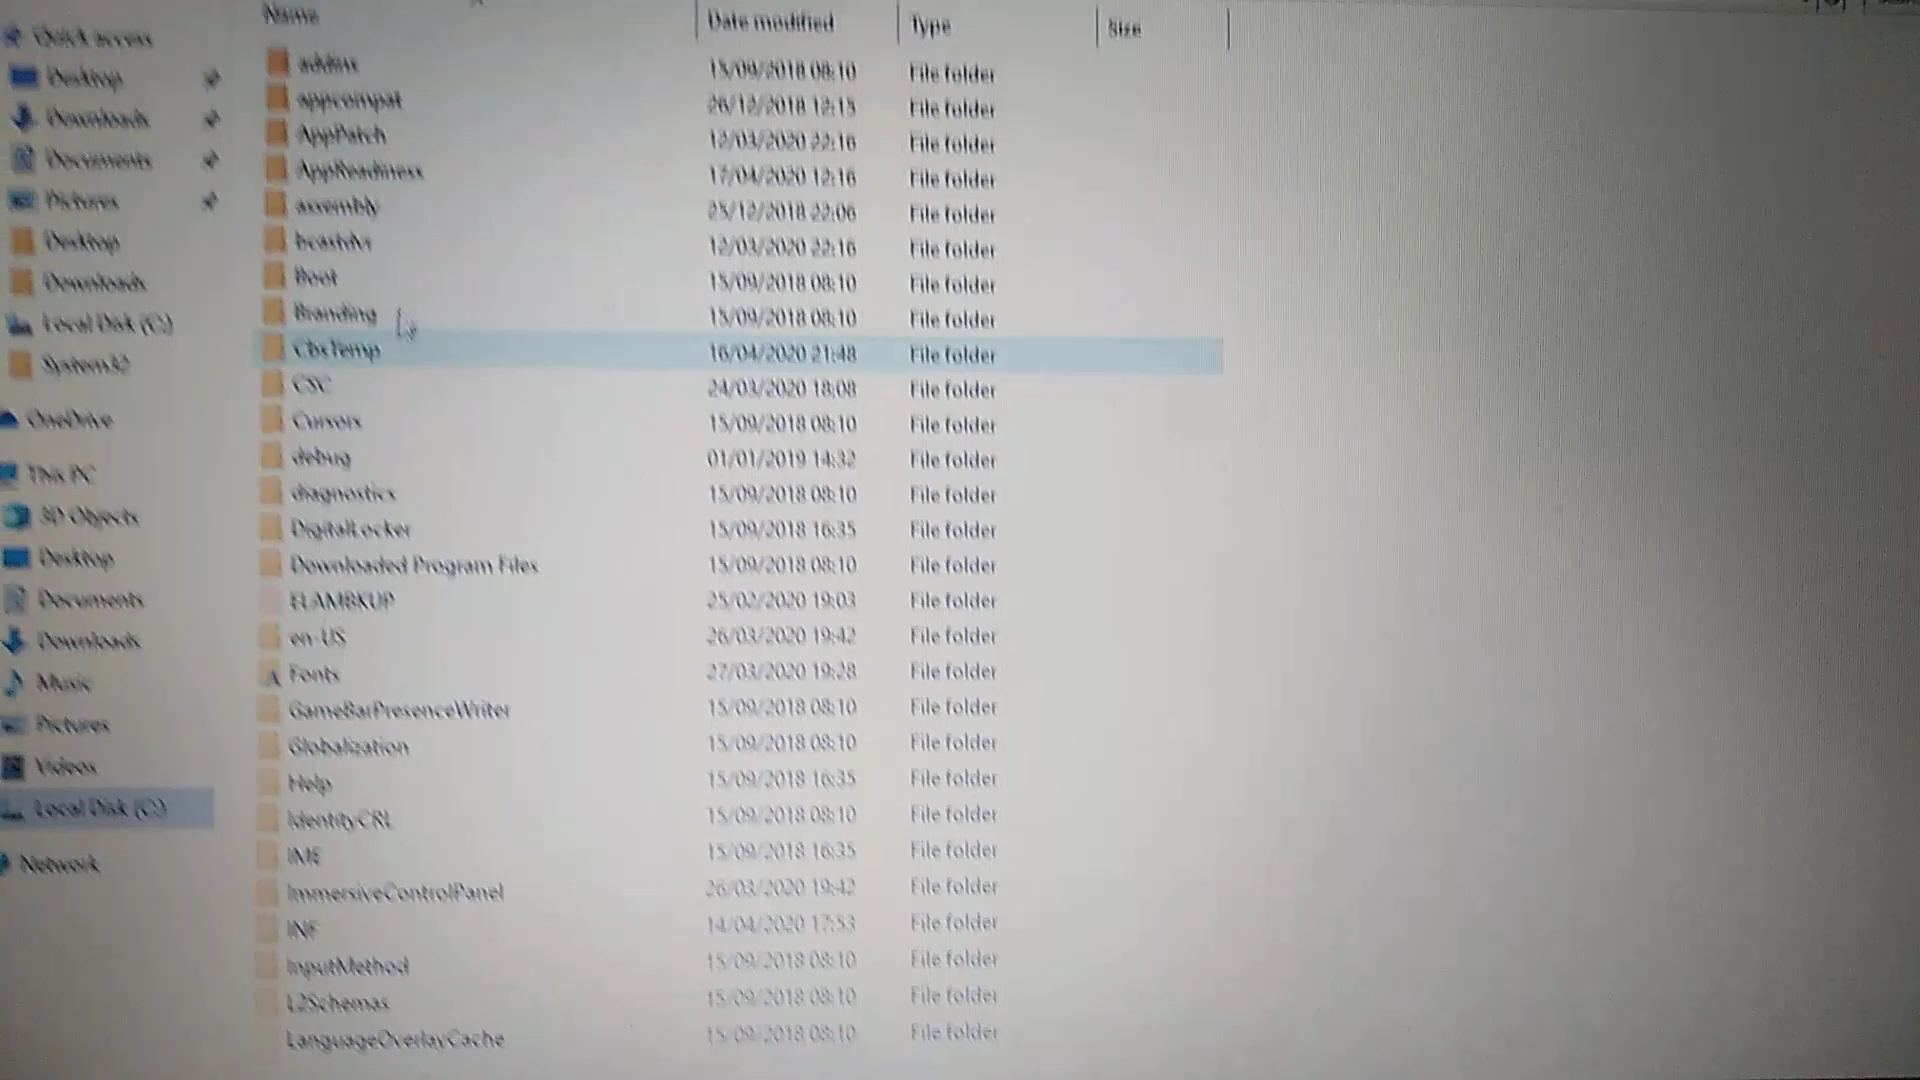 Name Date modified Type Size
Quick access
Desktop
Downloads
Documents
Pictures
Desktop
Downloads
Local Disk (C:)
System32
OneDrive
This PC
3D Objects
Desktop
Documents
Downloads
Music
Pictures
Videos
Local Disk (C:)
Network
addins 15/09/2018 08:10 File folder
appcompat 26/12/2018 12:15 File folder
AppPatch 12/03/2020 22:16 File folder
AppReadiness 17/04/2020 12:16 File folder
assembly 25/12/2018 22:06 File folder
bcastdvr 12/03/2020 22:16 File folder
Boot 15/09/2018 08:10 File folder
Branding 15/09/2018 08:10 File folder
CbsTemp 16/04/2020 21:48 File folder
CSC 24/03/2020 18:08 File folder
Cursors 15/09/2018 08:10 File folder
debug 01/01/2019 14:32 File folder
diagnostics 15/09/2018 08:10 File folder
DigitalLocker 15/09/2018 16:35 File folder
Downloaded Program Files 15/09/2018 08:10 File folder
ELAMBKUP 25/02/2020 19:03 File folder
en-US 26/03/2020 19:42 File folder
Fonts 27/03/2020 19:28 File folder
GameBarPresenceWriter 15/09/2018 08:10 File folder
Globalization 15/09/2018 08:10 File folder
Help 15/09/2018 16:35 File folder
IdentityCRL 15/09/2018 08:10 File folder
IME 15/09/2018 16:35 File folder
ImmersiveControlPanel 26/03/2020 19:42 File folder
INF 14/04/2020 17:53 File folder
InputMethod 15/09/2018 08:10 File folder
L2Schemas 15/09/2018 08:10 File folder
LanguageOverlayCache 15/09/2018 08:10 File folder